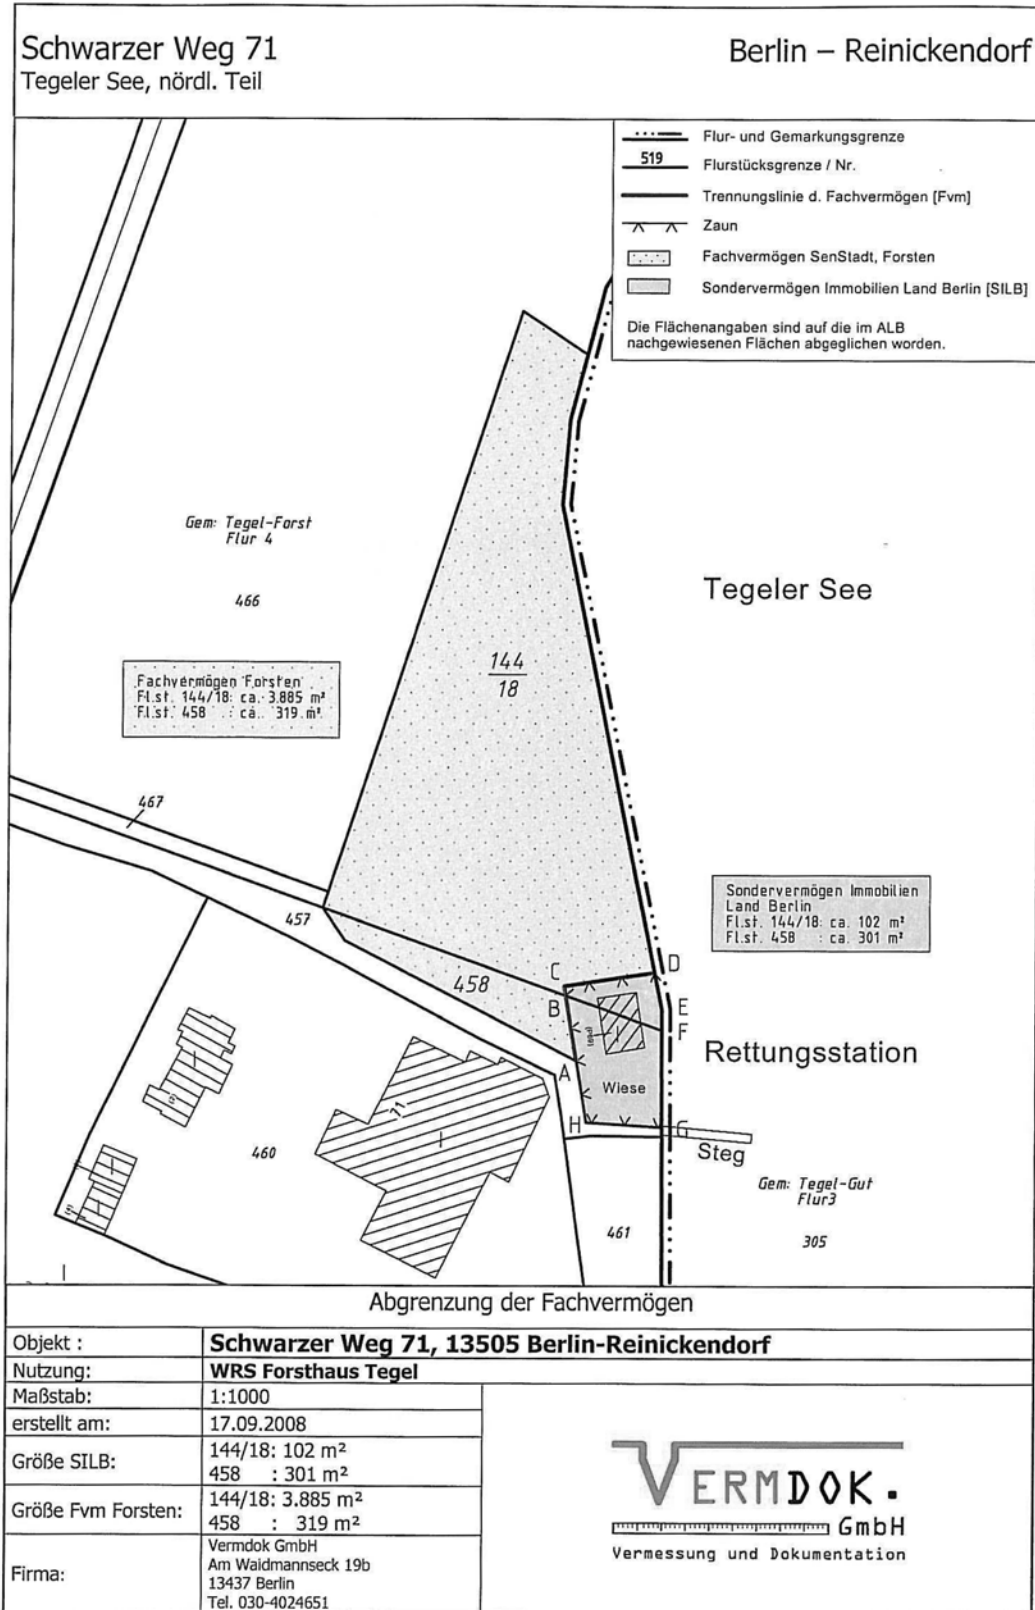 Schwarzer Weg 71
Tegeler See, nördl. Teil
Berlin – Reinickendorf
Flur- und Gemarkungsgrenze
519
Flurstücksgrenze / Nr.
Trennungslinie d. Fachvermögen [Fvm]
Zaun
Fachvermögen SenStadt, Forsten
Sondervermögen Immobilien Land Berlin [SILB]
Die Flächenangaben sind auf die im ALB
nachgewiesenen Flächen abgeglichen worden.
Gem: Tegel-Forst
Flur 4
466
Tegeler See
144
18
Fachvermögen Forsten
Fl.st. 144/18: ca. 3.885 m²
Fl.st. 458 : ca. 319 m²
467
457
458
Sondervermögen Immobilien
Land Berlin
Fl.st. 144/18: ca. 102 m²
Fl.st. 458 : ca. 301 m²
C
D
B
E
F
A
Wiese
H
G
Rettungsstation
Steg
71
460
461
Gem: Tegel-Gut
Flur3
305
Abgrenzung der Fachvermögen
Objekt :
Schwarzer Weg 71, 13505 Berlin-Reinickendorf
Nutzung:
WRS Forsthaus Tegel
Maßstab:
1:1000
erstellt am:
17.09.2008
Größe SILB:
144/18: 102 m²
458 : 301 m²
Größe Fvm Forsten:
144/18: 3.885 m²
458 : 319 m²
Firma:
Vermdok GmbH
Am Waidmannseck 19b
13437 Berlin
Tel. 030-4024651
VERMDOK.
GmbH
Vermessung und Dokumentation